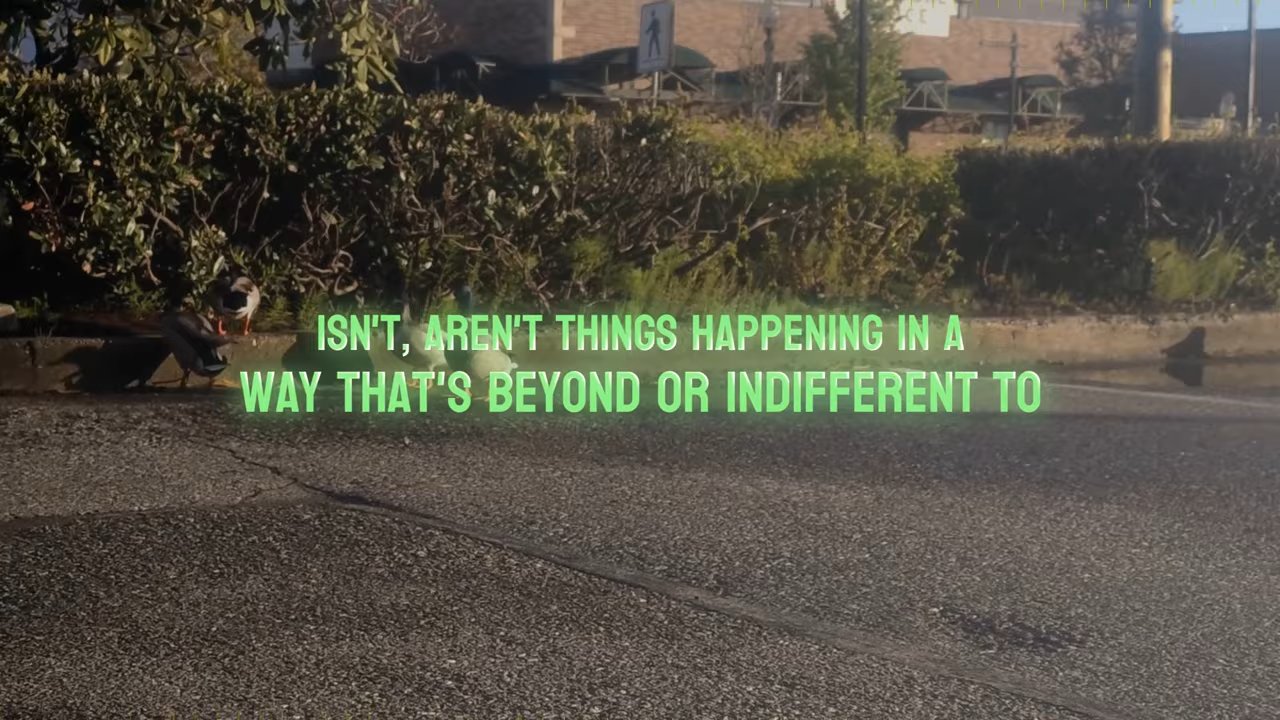 ISN'T, AREN'T THINGS HAPPENING IN A
WAY THAT'S BEYOND OR INDIFFERENT TO